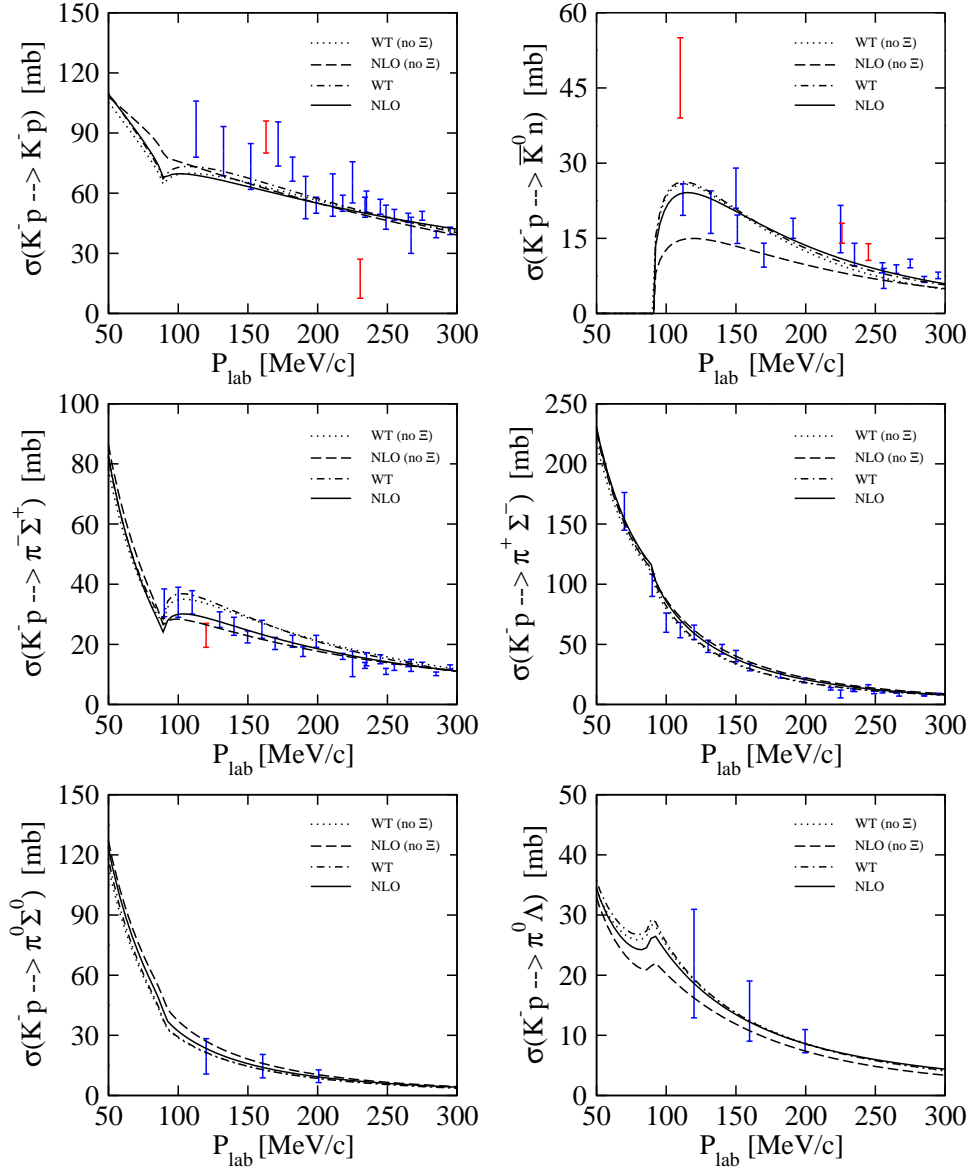 σ(K⁻p --> K⁻p) [mb]
150
120
90
60
30
0
WT (no Ξ)
NLO (no Ξ)
WT
NLO
50 100 150 200 250 300
P_lab [MeV/c]
σ(K⁻p --> K̅⁰n) [mb]
60
45
30
15
0
WT (no Ξ)
NLO (no Ξ)
WT
NLO
50 100 150 200 250 300
P_lab [MeV/c]
σ(K⁻p --> π⁻Σ⁺) [mb]
100
80
60
40
20
0
WT (no Ξ)
NLO (no Ξ)
WT
NLO
50 100 150 200 250 300
P_lab [MeV/c]
σ(K⁻p --> π⁺Σ⁻) [mb]
250
200
150
100
50
0
WT (no Ξ)
NLO (no Ξ)
WT
NLO
50 100 150 200 250 300
P_lab [MeV/c]
σ(K⁻p --> π⁰Σ⁰) [mb]
150
120
90
60
30
0
WT (no Ξ)
NLO (no Ξ)
WT
NLO
50 100 150 200 250 300
P_lab [MeV/c]
σ(K⁻p --> π⁰Λ) [mb]
50
40
30
20
10
0
WT (no Ξ)
NLO (no Ξ)
WT
NLO
50 100 150 200 250 300
P_lab [MeV/c]